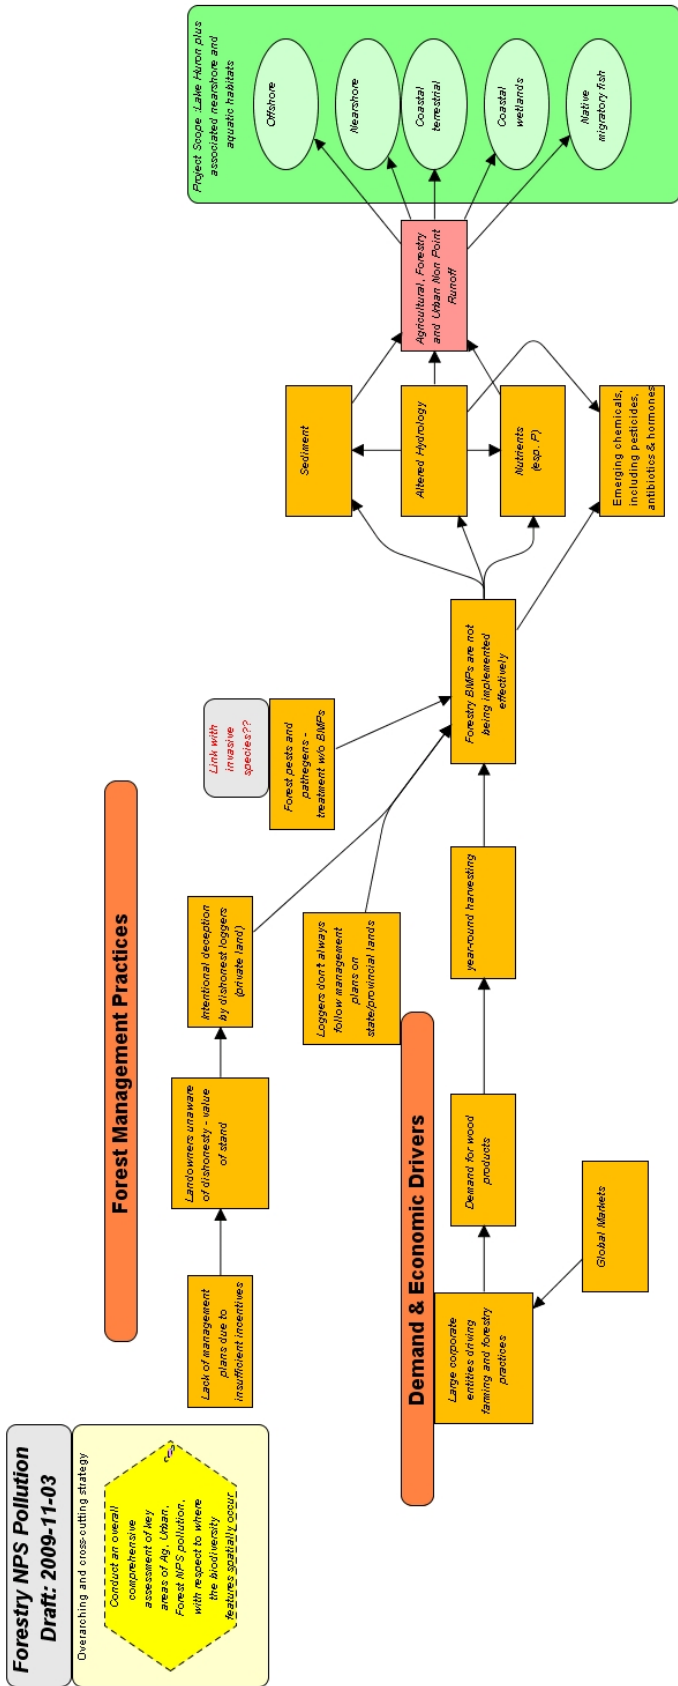 Forestry NPS Pollution
Draft: 2009-11-03
Overarching and cross-cutting strategy
Conduct an overall
comprehensive
assessment of key
areas of Ag, Urban,
Forest NPS pollution,
with respect to where
the biodiversity
features spatially occur
Forest Management Practices
Lack of management
plans due to
insufficient incentives
Landowners unaware
of dishonesty - value
of stand
Intentional deception
by dishonest loggers
(private land)
Loggers don't always
follow management
plans on
state/provincial lands
Link with
invasive
species??
Forest pests and
pathegens -
treatment w/o BMPs
Demand & Economic Drivers
Large corporate
entities driving
farming and forestry
practices
Global Markets
Demand for wood
products
year-round harvesting
Forestry BMPs are not
being implemented
effectively
Sediment
Altered Hydrology
Nutrients
(esp. P)
Emerging chemicals,
including pesticides,
antibiotics & hormones
Agricultural, Forestry
and Urban Non Point
Runoff
Project Scope :Lake Huron plus
associated nearshore and
aquatic habitats
Offshore
Nearshore
Coastal
terrestrial
Coastal
wetlands
Native
migratory fish